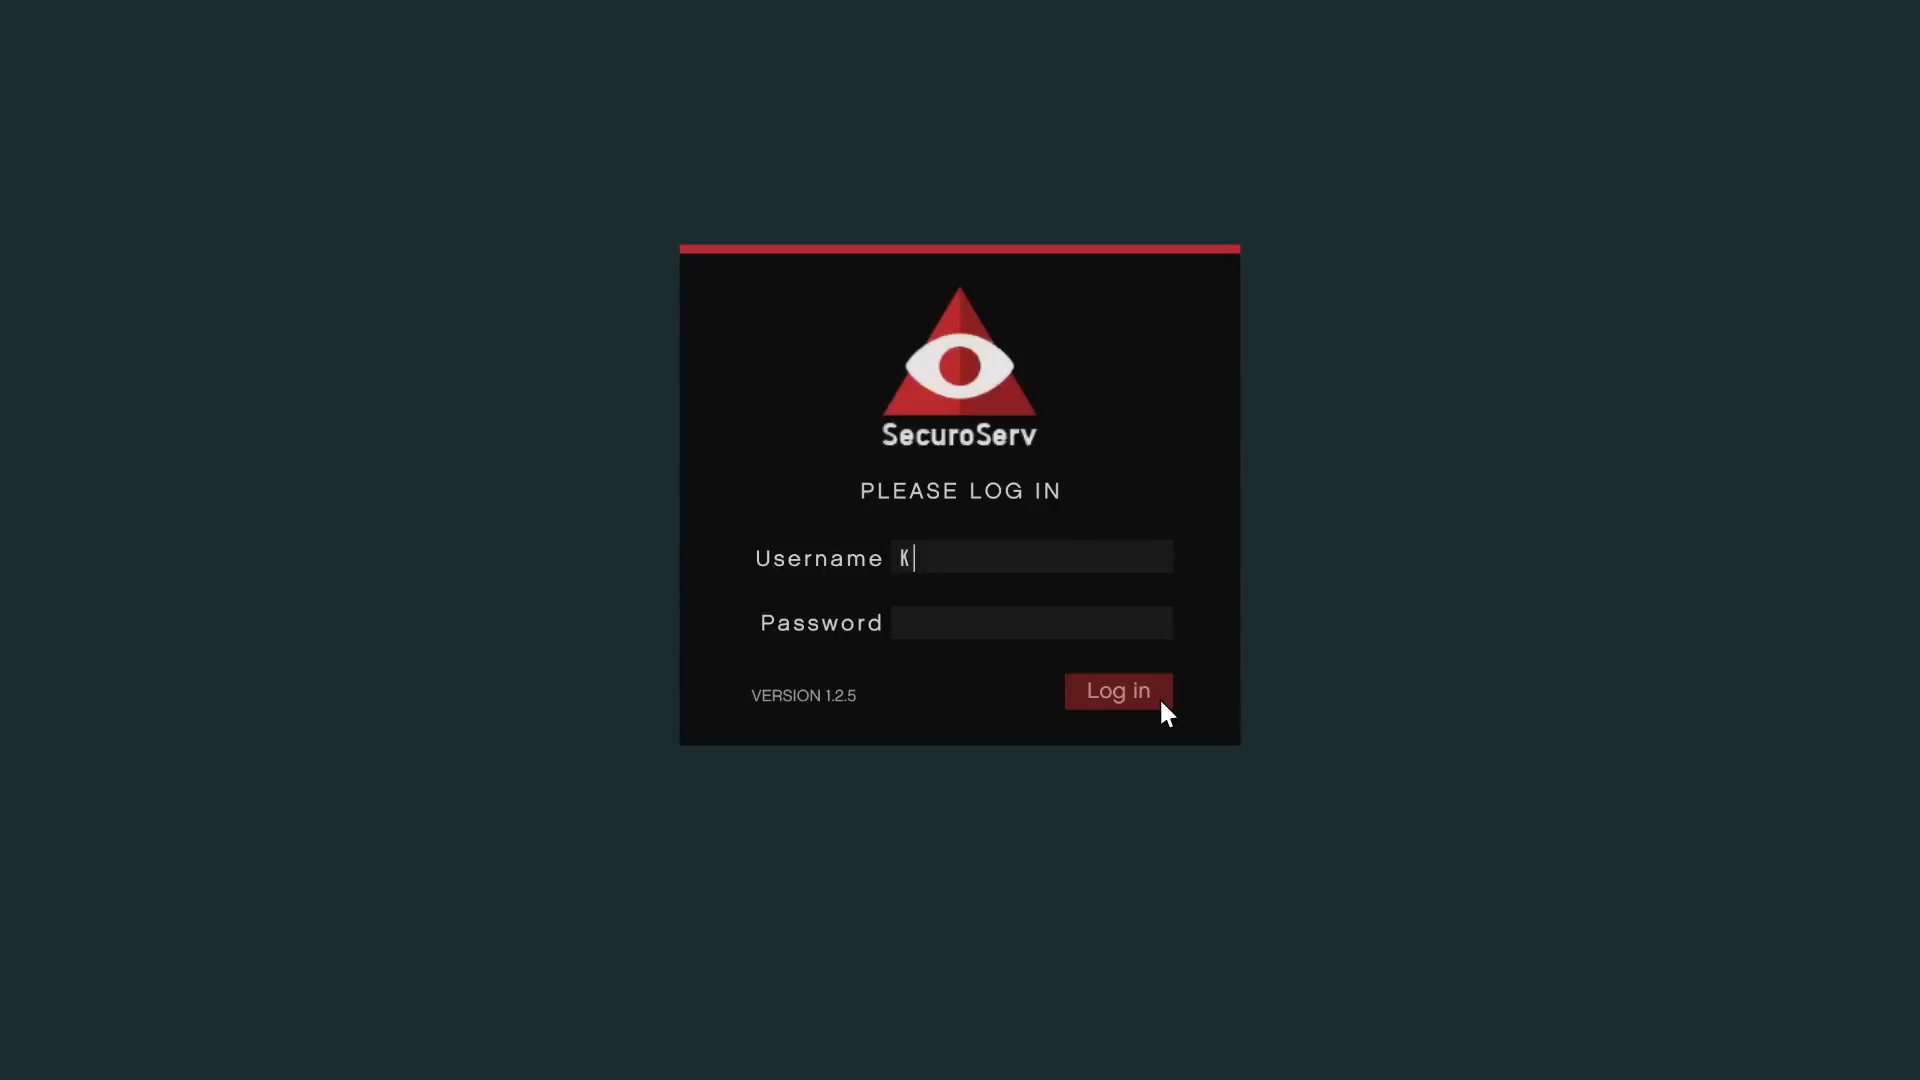 SecuroServ
PLEASE LOG IN
Username K
Password
VERSION 1.2.5 Log in